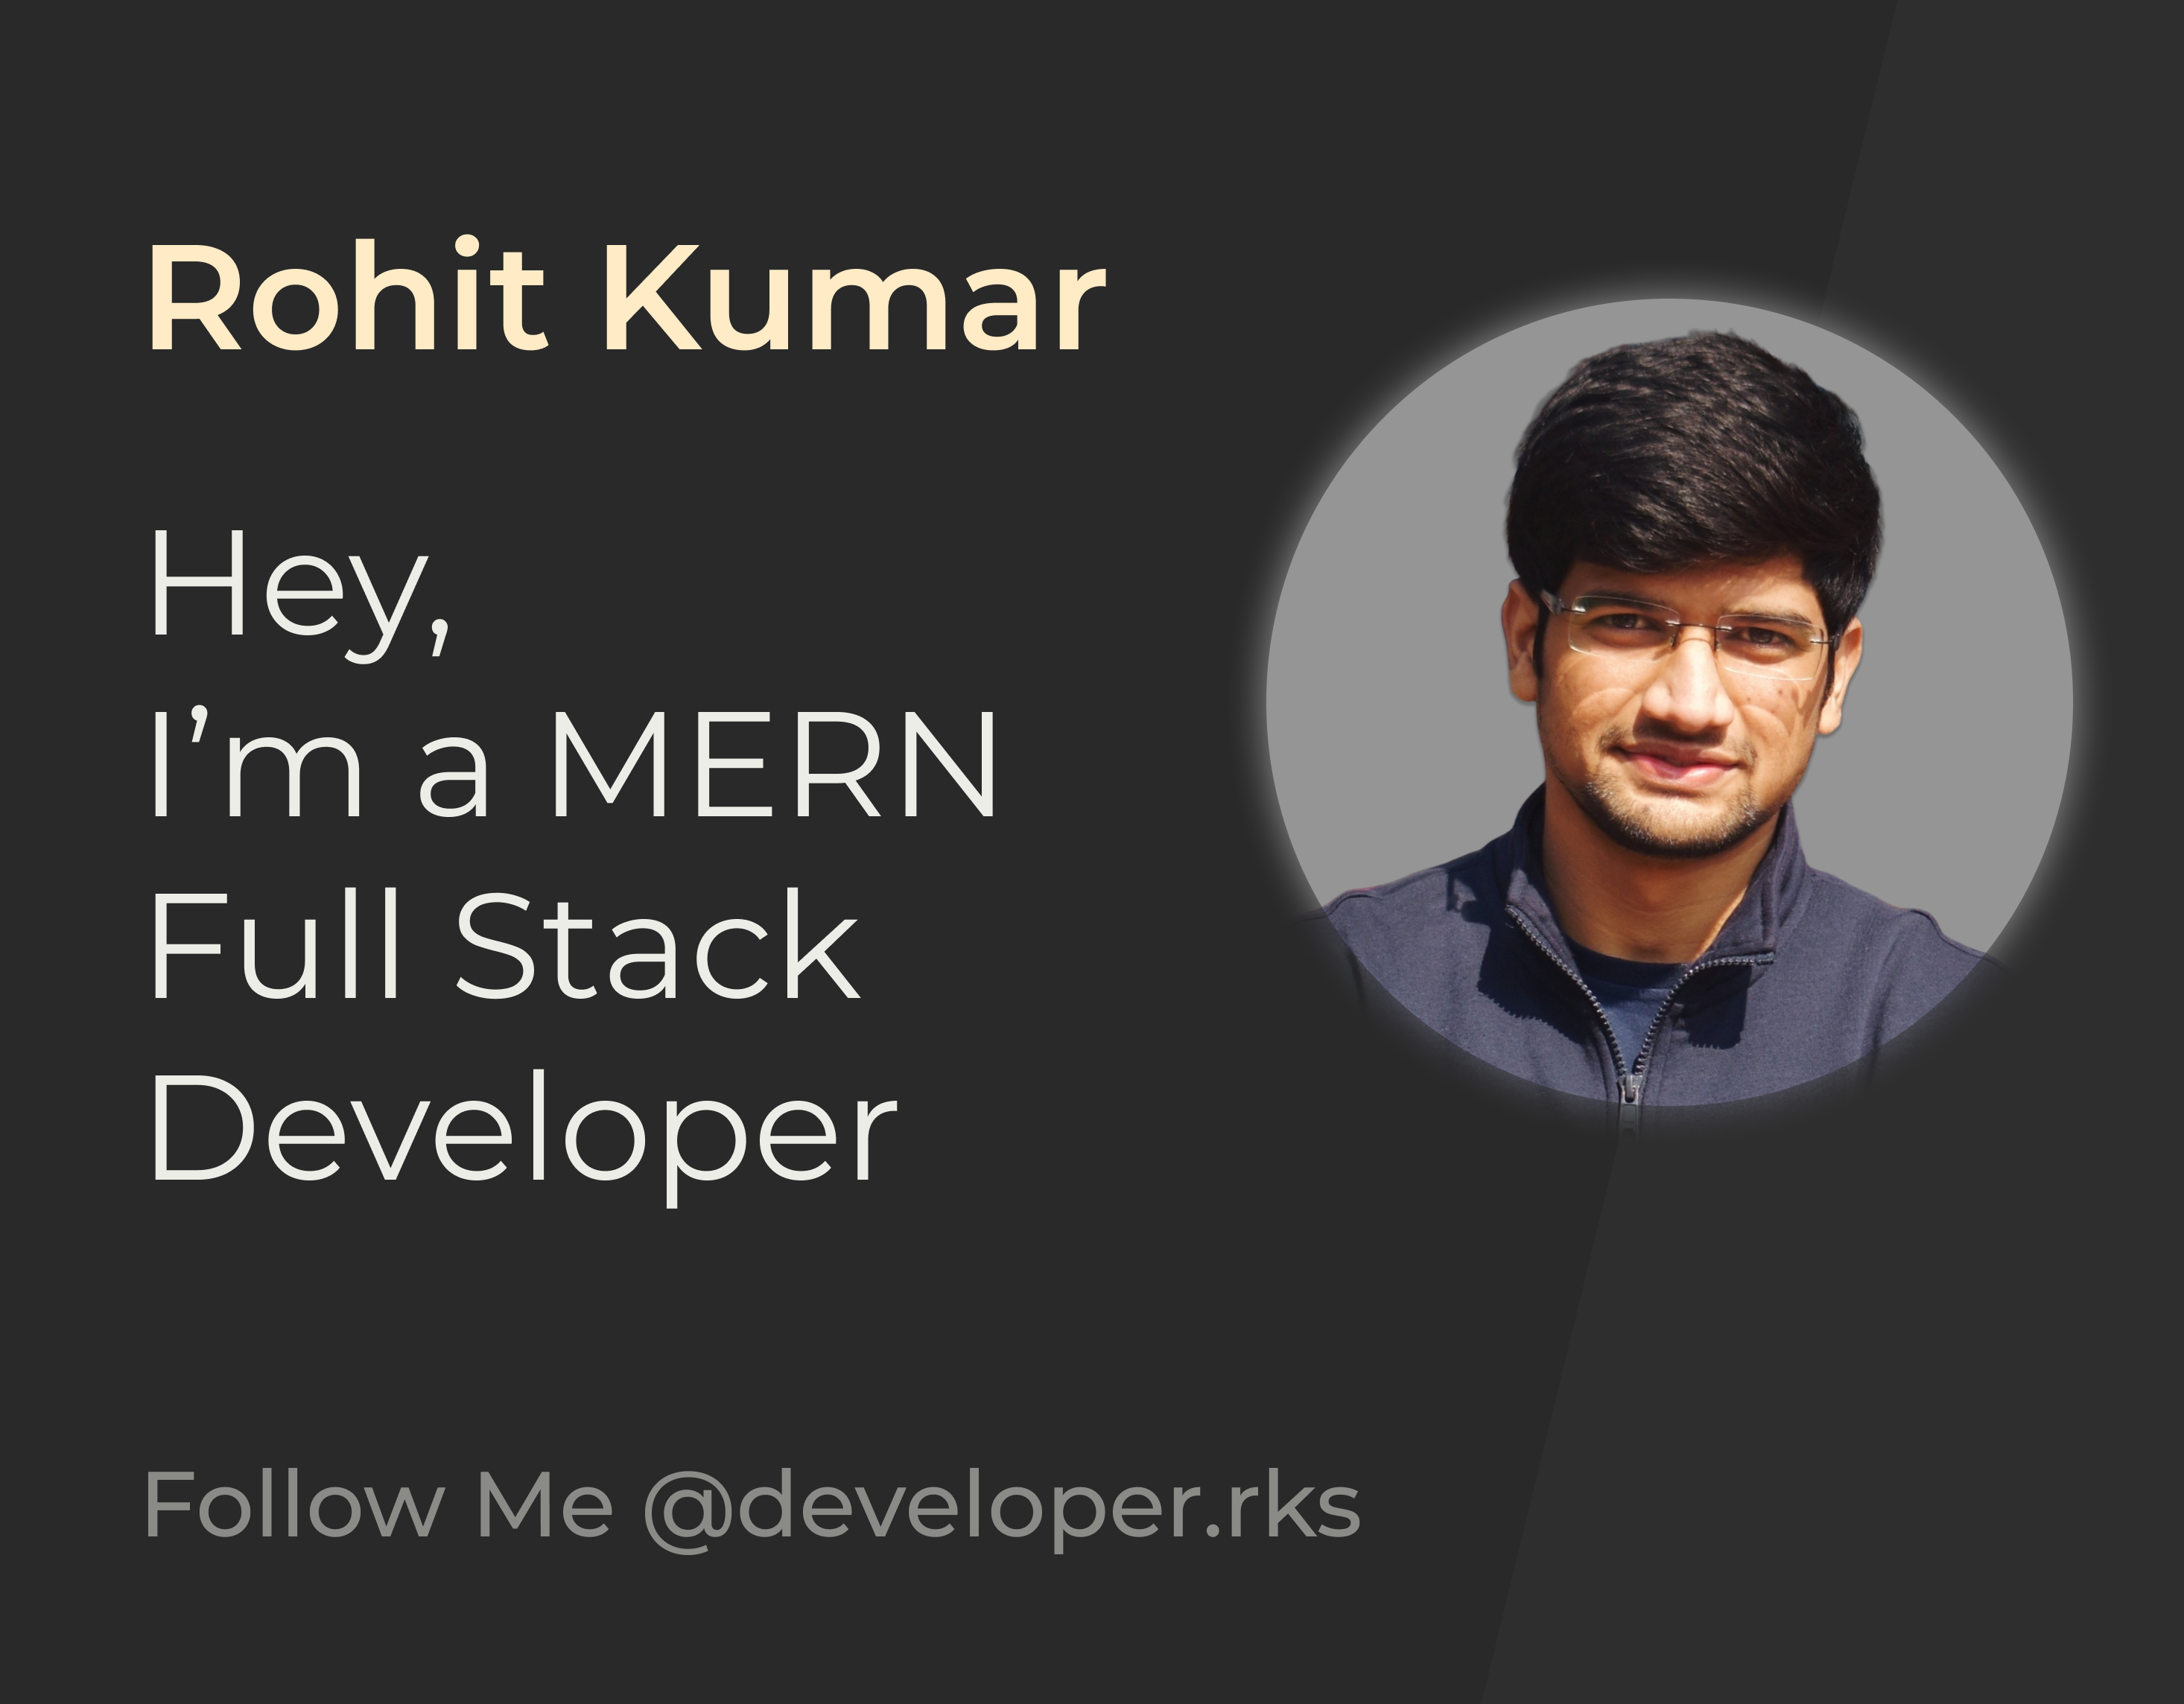 Rohit Kumar
Hey,
I’m a MERN
Full Stack
Developer
Follow Me @developer.rks